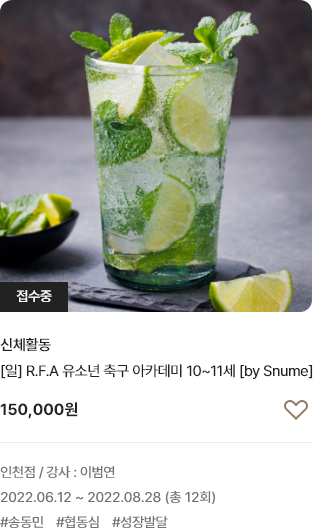 접수중
신체활동
[일] R.F.A 유소년 축구 아카데미 10~11세 [by Snume]
150,000원
인천점 / 강사 : 이범연
2022.06.12 ~ 2022.08.28 (총 12회)
#송동민 #협동심 #성장발달